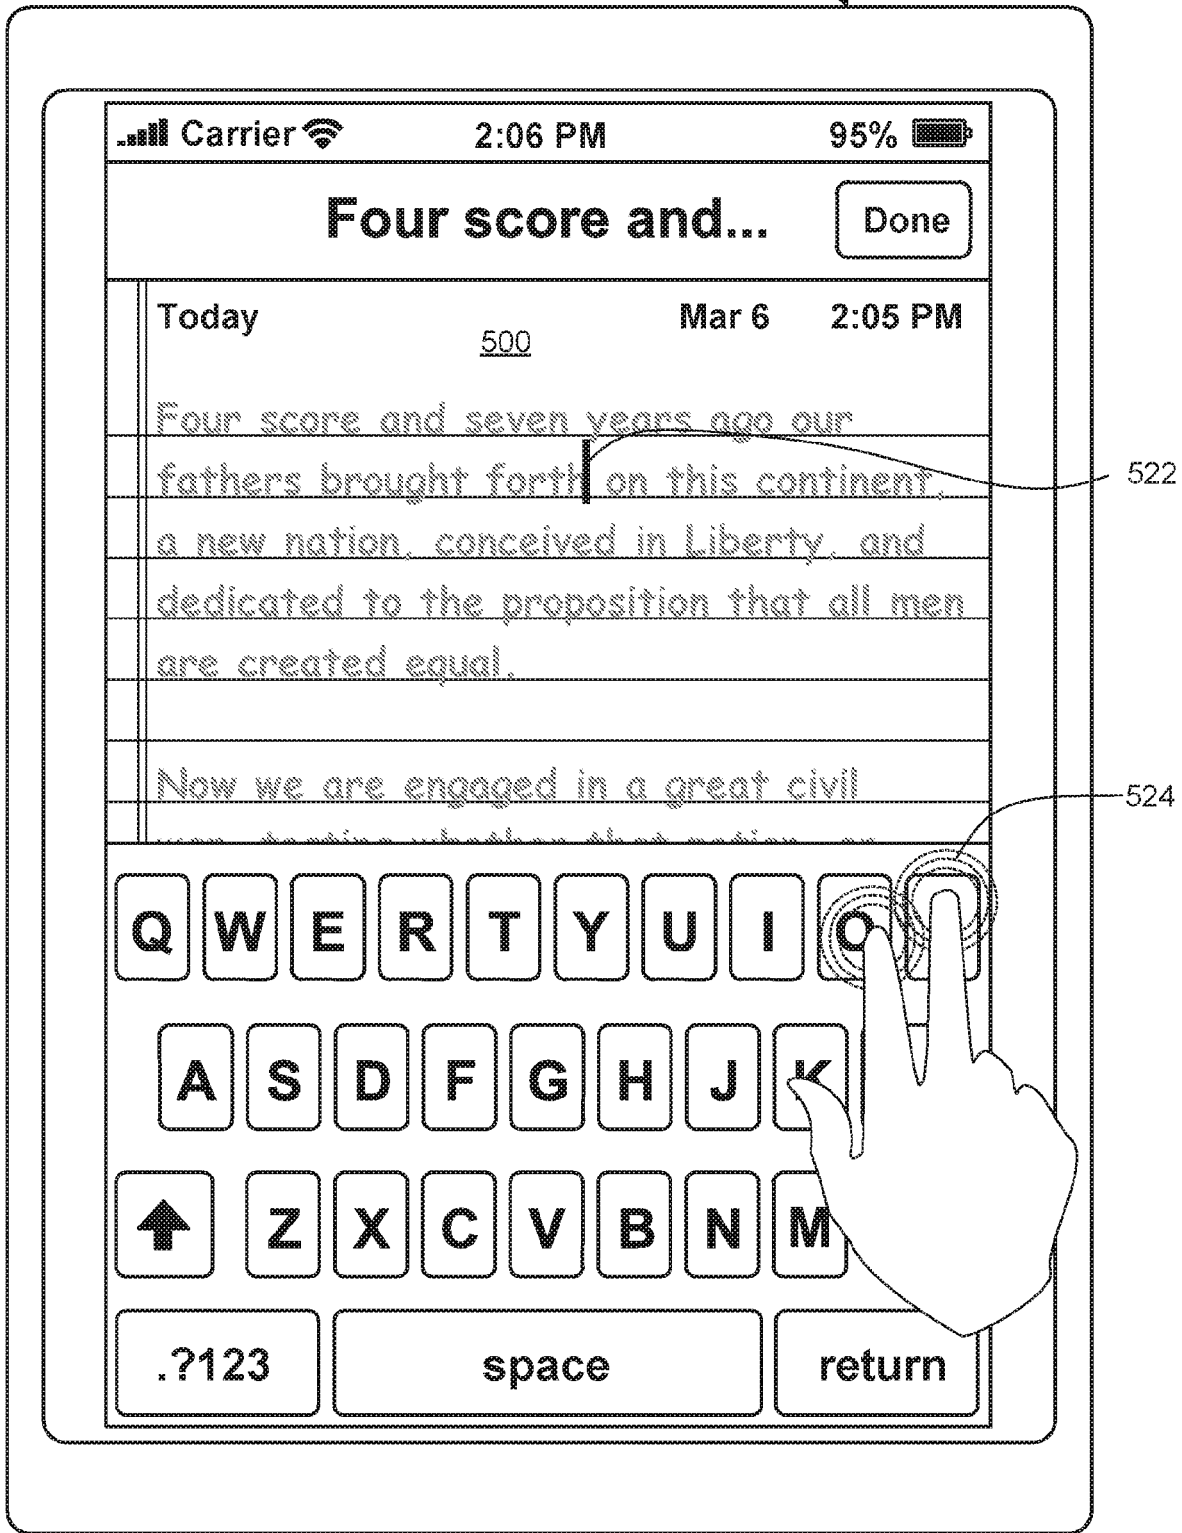 Carrier 2:06 PM 95%
Four score and... Done
Today Mar 6 2:05 PM
500
Four score and seven years ago our
fathers brought forth on this continent,
522
a new nation, conceived in Liberty, and
dedicated to the proposition that all men
are created equal.
Now we are engaged in a great civil
524
Q W E R T Y U I O
A S D F G H J K
Z X C V B N M
.?123 space return